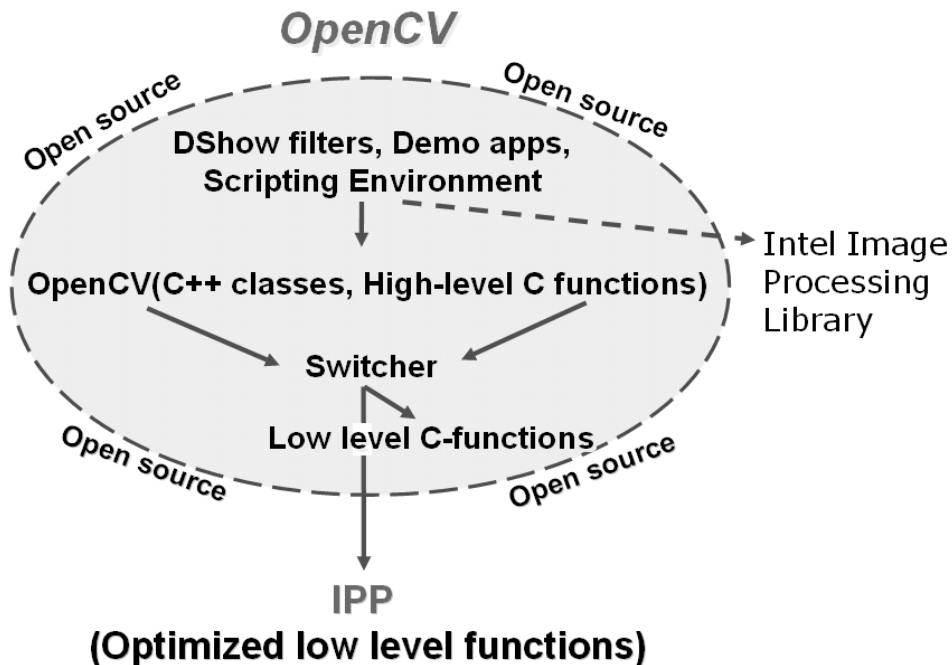 OpenCV
Open source
Open source
DShow filters, Demo apps,
Scripting Environment
Intel Image
Processing
Library
OpenCV(C++ classes, High-level C functions)
Switcher
Low level C-functions
Open source
Open source
IPP
(Optimized low level functions)